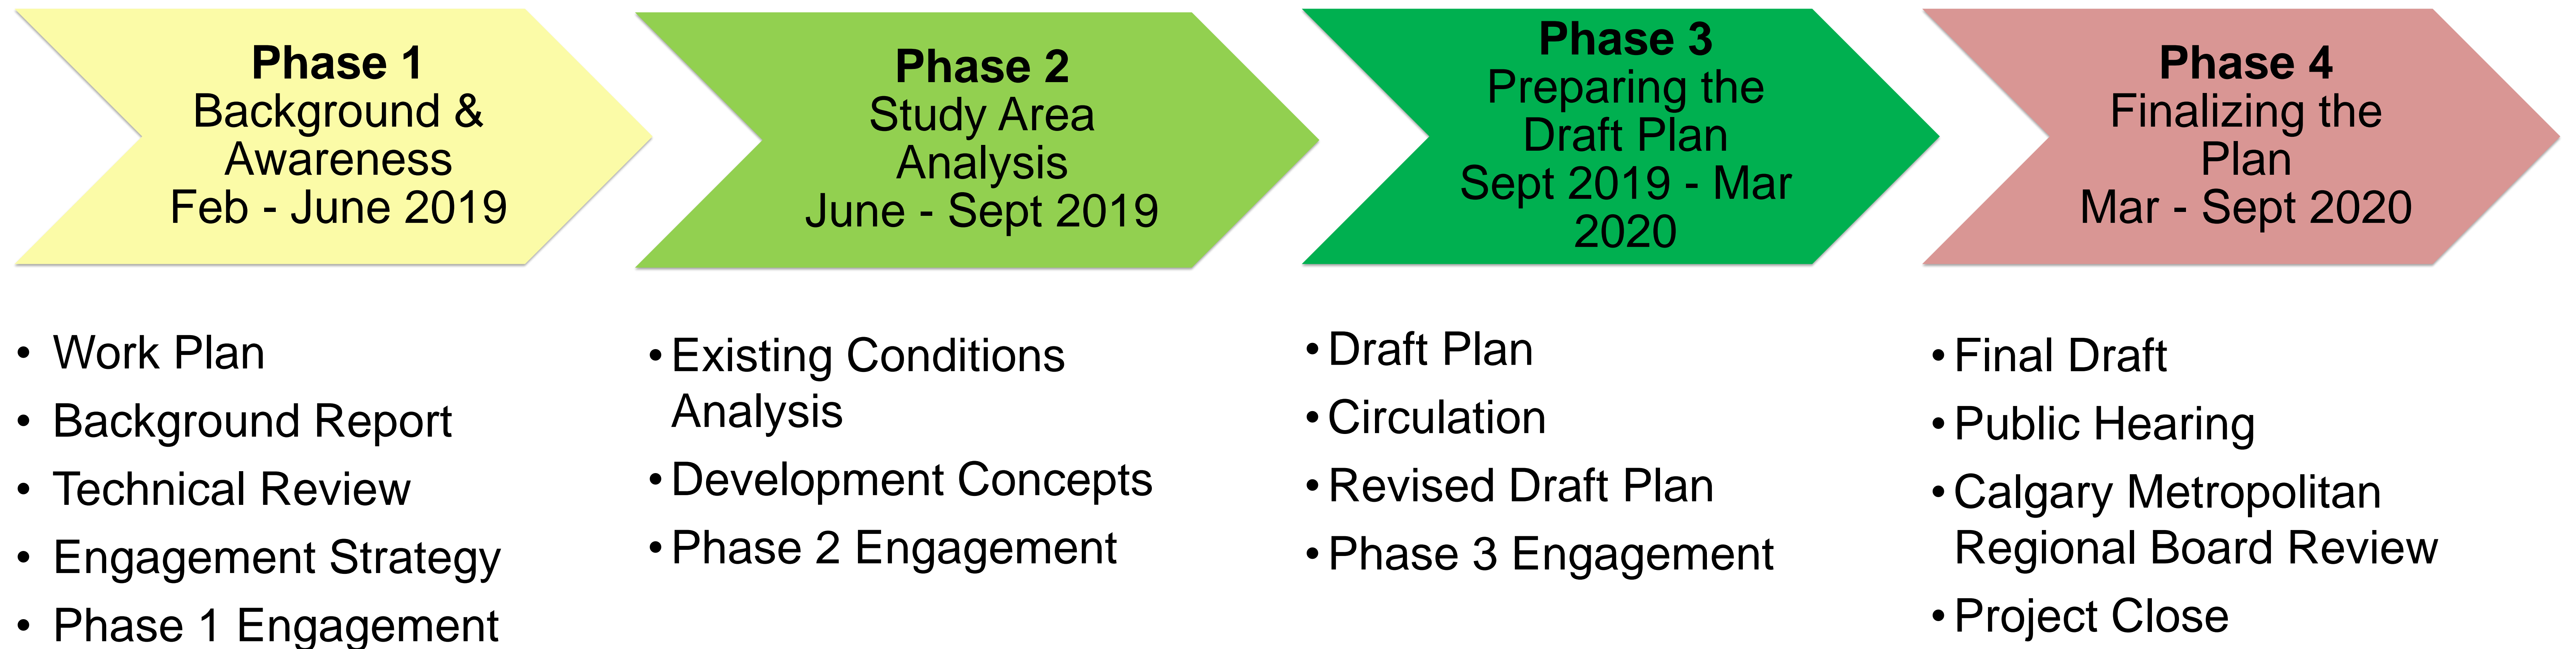 Phase 1
Background &
Awareness
Feb - June 2019
Phase 2
Study Area
Analysis
June - Sept 2019
Phase 3
Preparing the
Draft Plan
Sept 2019 - Mar
2020
Phase 4
Finalizing the
Plan
Mar - Sept 2020
• Work Plan
• Background Report
• Technical Review
• Engagement Strategy
• Phase 1 Engagement
• Existing Conditions
Analysis
• Development Concepts
• Phase 2 Engagement
• Draft Plan
• Circulation
• Revised Draft Plan
• Phase 3 Engagement
• Final Draft
• Public Hearing
• Calgary Metropolitan
Regional Board Review
• Project Close